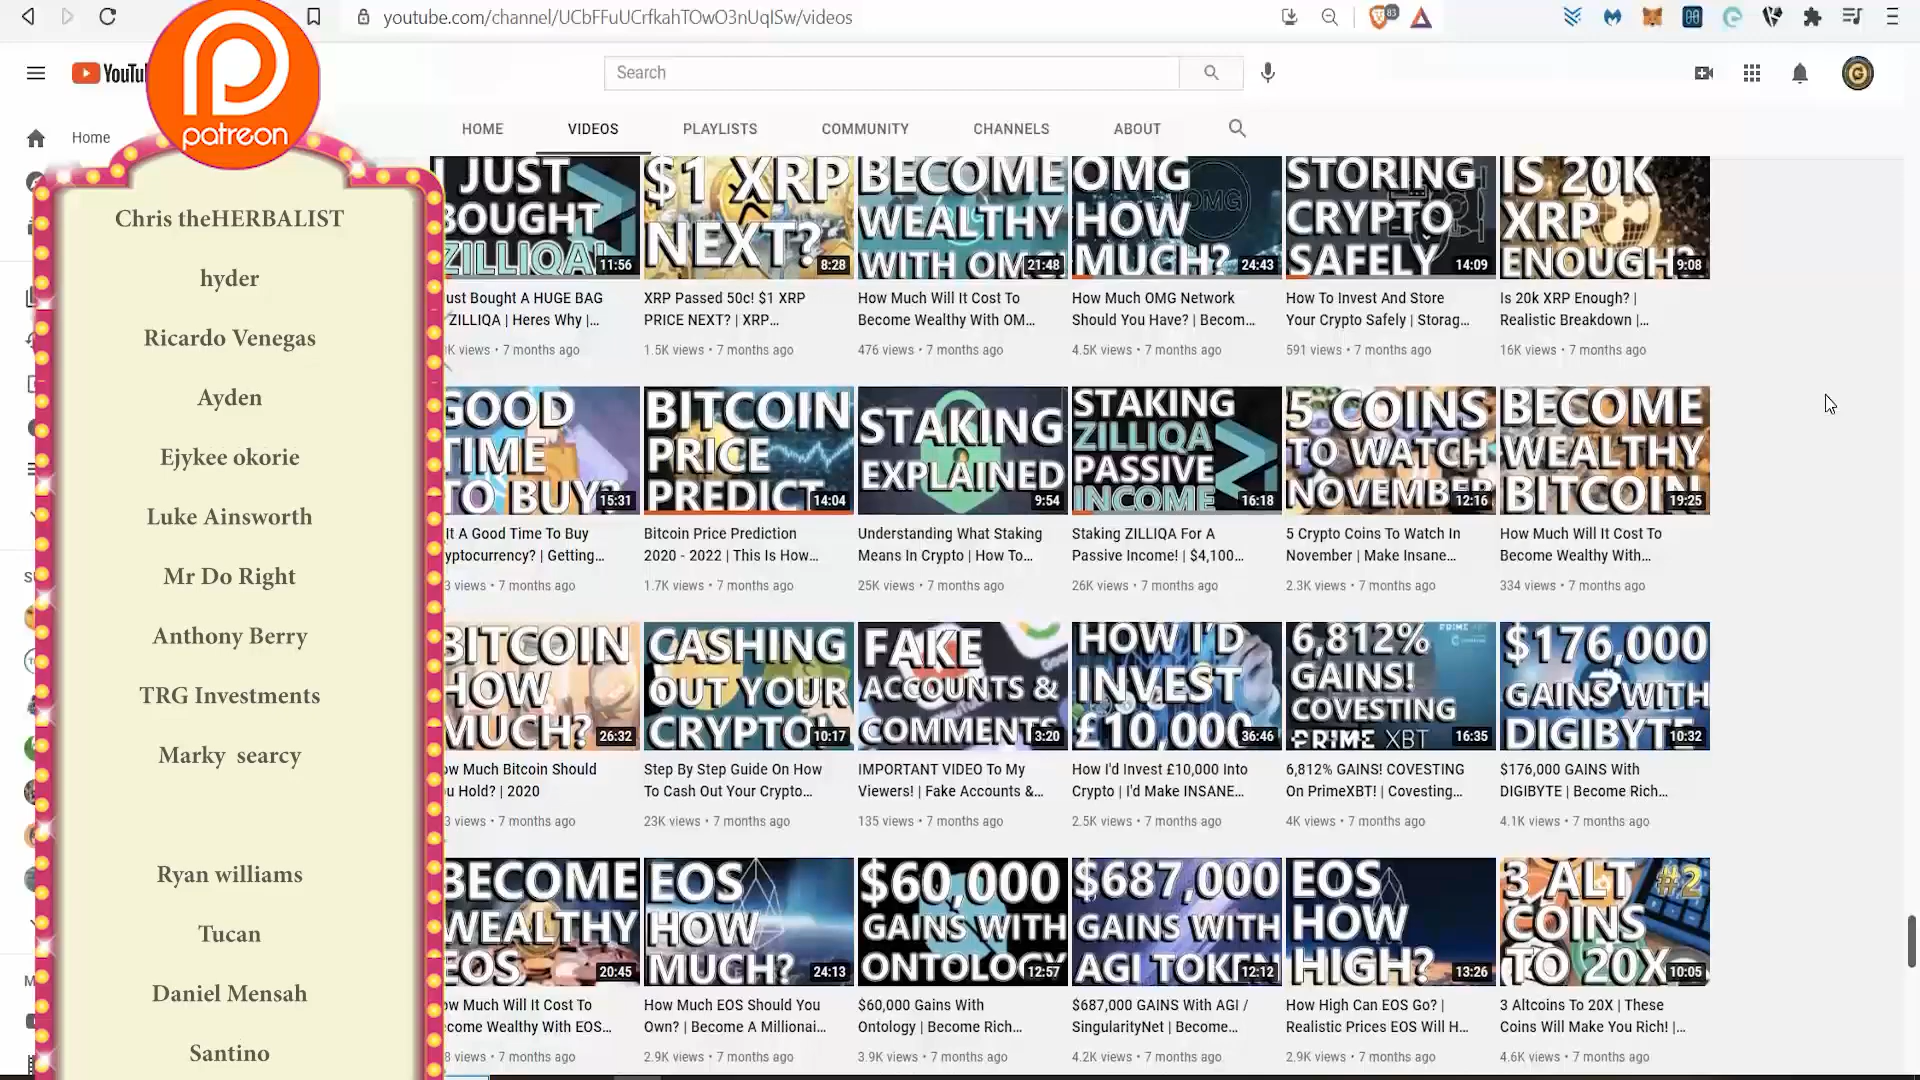 youtube.com/channel/UCbFFuUCrfkahTOwO3nUqISw/videos
83
YouTu
Search
patreon
Home
HOME
VIDEOS
PLAYLISTS
COMMUNITY
CHANNELS
ABOUT
Chris theHERBALIST
hyder
Ricardo Venegas
Ayden
Ejykee okorie
Luke Ainsworth
Mr Do Right
Anthony Berry
TRG Investments
Marky searcy
Ryan williams
Tucan
Daniel Mensah
Santino
I JUST
BOUGHT
ZILLIQA!
11:56
ust Bought A HUGE BAG
ZILLIQA | Heres Why |...
K views • 7 months ago
$1 XRP
NEXT?
8:28
XRP Passed 50c! $1 XRP
PRICE NEXT? | XRP...
1.5K views • 7 months ago
BECOME
WEALTHY
WITH OMG
21:48
How Much Will It Cost To
Become Wealthy With OM...
476 views • 7 months ago
OMG
HOW
MUCH?
OMG
24:43
How Much OMG Network
Should You Have? | Becom...
4.5K views • 7 months ago
STORING
CRYPTO
SAFELY
14:09
How To Invest And Store
Your Crypto Safely | Storag...
591 views • 7 months ago
IS 20K
XRP
ENOUGH?
9:08
Is 20k XRP Enough? |
Realistic Breakdown |...
16K views • 7 months ago
GOOD
TIME
TO BUY?
15:31
It A Good Time To Buy
yptocurrency? | Getting...
3 views • 7 months ago
BITCOIN
PRICE
PREDICT
14:04
Bitcoin Price Prediction
2020 - 2022 | This Is How...
1.7K views • 7 months ago
STAKING
EXPLAINED
9:54
Understanding What Staking
Means In Crypto | How To...
25K views • 7 months ago
STAKING
ZILLIQA
PASSIVE
INCOME
16:18
Staking ZILLIQA For A
Passive Income! | $4,100...
26K views • 7 months ago
5 COINS
TO WATCH
NOVEMBER
12:16
5 Crypto Coins To Watch In
November | Make Insane...
2.3K views • 7 months ago
BECOME
WEALTHY
BITCOIN
19:25
How Much Will It Cost To
Become Wealthy With...
334 views • 7 months ago
BITCOIN
HOW
MUCH?
26:32
ow Much Bitcoin Should
u Hold? | 2020
3 views • 7 months ago
CASHING
OUT YOUR
CRYPTO!
10:17
Step By Step Guide On How
To Cash Out Your Crypto...
23K views • 7 months ago
FAKE
ACCOUNTS &
COMMENTS
3:20
IMPORTANT VIDEO To My
Viewers! | Fake Accounts &...
135 views • 7 months ago
HOW I'D
INVEST
£10,000
36:46
How I'd Invest £10,000 Into
Crypto | I'd Make INSANE...
2.5K views • 7 months ago
6,812%
GAINS!
COVESTING
PRIME XBT
16:35
6,812% GAINS! COVESTING
On PrimeXBT! | Covesting...
4K views • 7 months ago
$176,000
GAINS WITH
DIGIBYTE
10:32
$176,000 GAINS With
DIGIBYTE | Become Rich...
4.1K views • 7 months ago
BECOME
WEALTHY
EOS
20:45
ow Much Will It Cost To
come Wealthy With EOS...
8 views • 7 months ago
EOS
HOW
MUCH?
24:13
How Much EOS Should You
Own? | Become A Millionai...
2.9K views • 7 months ago
$60,000
GAINS WITH
ONTOLOGY
12:57
$60,000 Gains With
Ontology | Become Rich...
3.9K views • 7 months ago
$687,000
GAINS WITH
AGI TOKEN
12:12
$687,000 GAINS With AGI /
SingularityNet | Become...
4.2K views • 7 months ago
EOS
HOW
HIGH?
13:26
How High Can EOS Go? |
Realistic Prices EOS Will H...
2.9K views • 7 months ago
3 ALT #2
COINS
TO 20X
10:05
3 Altcoins To 20X | These
Coins Will Make You Rich! |...
4.6K views • 7 months ago